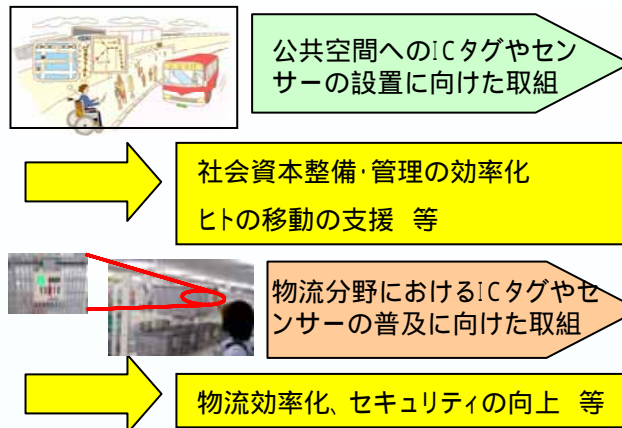 公共空間へのICタグやセン
サーの設置に向けた取組
社会資本整備･管理の効率化
ヒトの移動の支援 等
物流分野におけるICタグやセ
ンサーの普及に向けた取組
物流効率化、セキュリティの向上 等